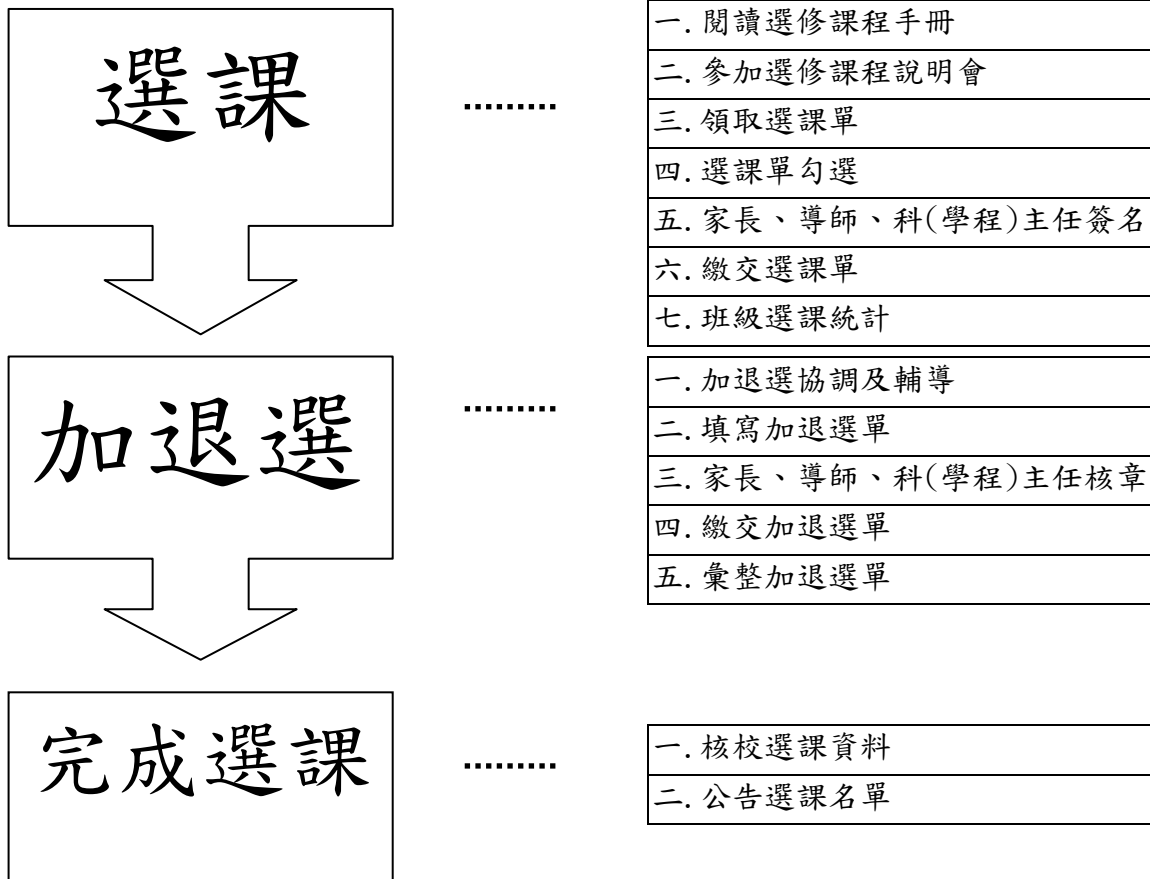 選課
………
一.閱讀選修課程手冊
二.參加選修課程說明會
三.領取選課單
四.選課單勾選
五.家長、導師、科(學程)主任簽名
六.繳交選課單
七.班級選課統計
加退選
………
一.加退選協調及輔導
二.填寫加退選單
三.家長、導師、科(學程)主任核章
四.繳交加退選單
五.彙整加退選單
完成選課
………
一.核校選課資料
二.公告選課名單